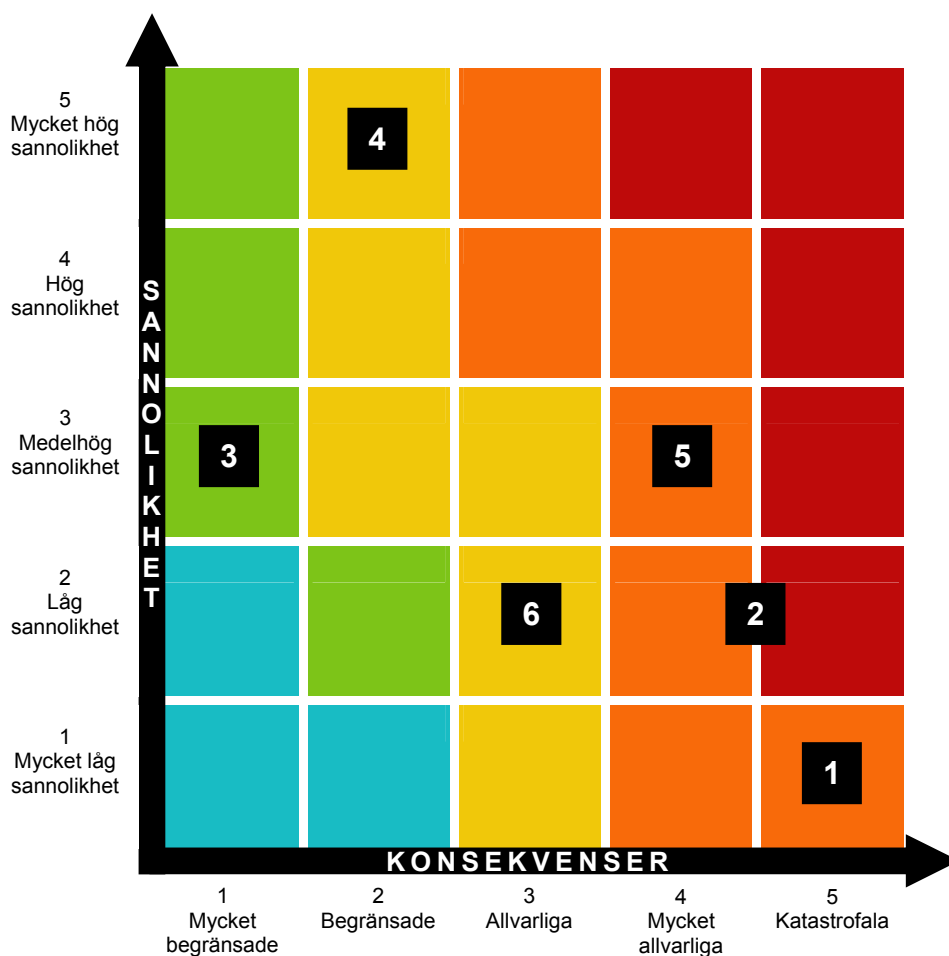 5
Mycket hög
sannolikhet
4
4
Hög
sannolikhet
SANNOLIKHET
3
Medelhög
sannolikhet
3
5
2
Låg
sannolikhet
6
2
1
Mycket låg
sannolikhet
1
KONSEKVENSER
1
Mycket
begränsade
2
Begränsade
3
Allvarliga
4
Mycket
allvarliga
5
Katastrofala